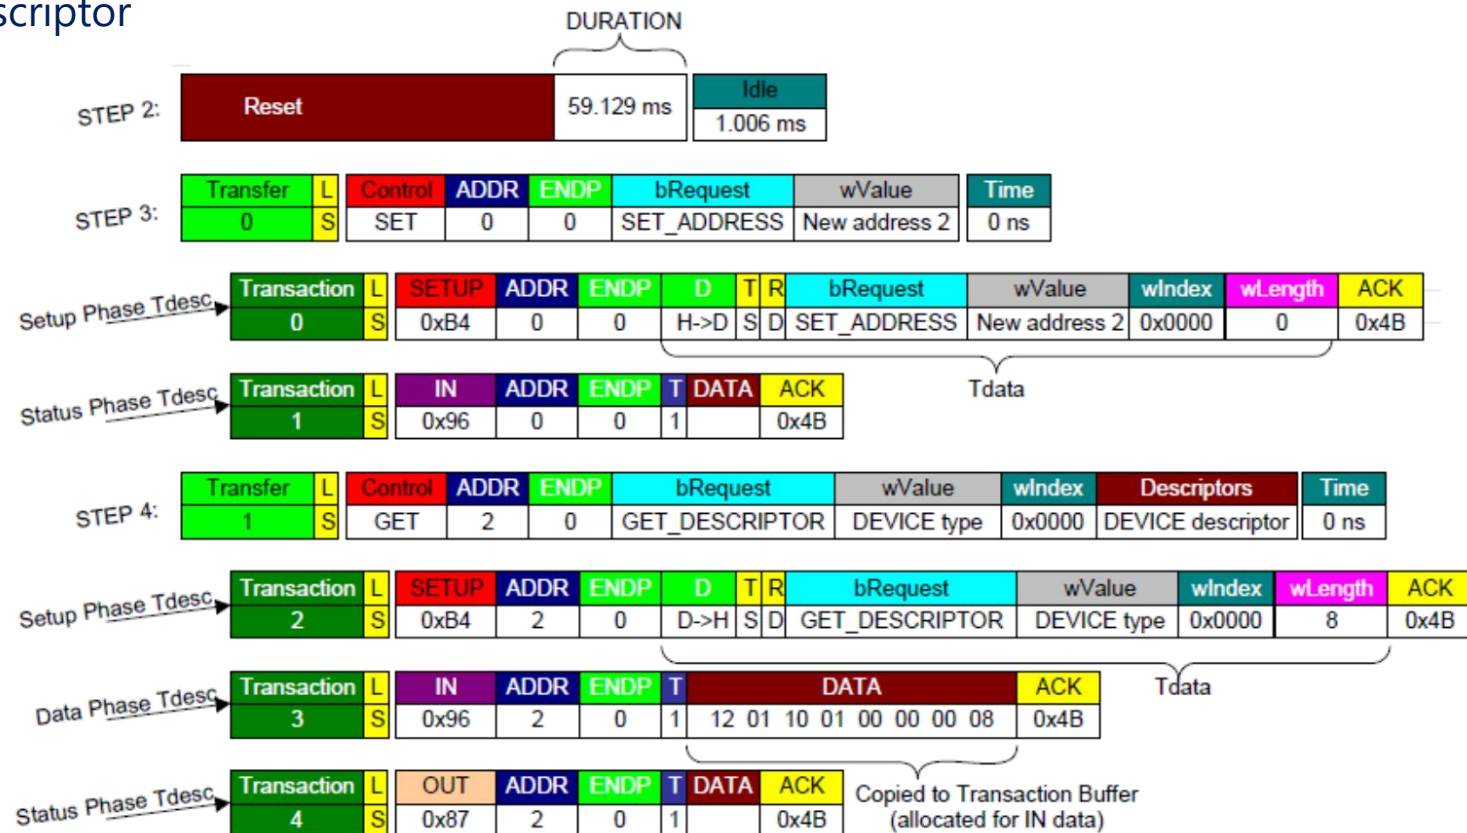 scriptor
DURATION
STEP 2: Reset 59.129 ms Idle
1.006 ms
STEP 3: Transfer L Control ADDR ENDP bRequest wValue Time
0 S SET 0 0 SET_ADDRESS New address 2 0 ns
Setup Phase Tdesc Transaction L SETUP ADDR ENDP D T R bRequest wValue wIndex wLength ACK
0 S 0xB4 0 0 H->D S D SET_ADDRESS New address 2 0x0000 0 0x4B
Tdata
Status Phase Tdesc Transaction L IN ADDR ENDP T DATA ACK
1 S 0x96 0 0 1 0x4B
STEP 4: Transfer L Control ADDR ENDP bRequest wValue wIndex Descriptors Time
1 S GET 2 0 GET_DESCRIPTOR DEVICE type 0x0000 DEVICE descriptor 0 ns
Setup Phase Tdesc Transaction L SETUP ADDR ENDP D T R bRequest wValue wIndex wLength ACK
2 S 0xB4 2 0 D->H S D GET_DESCRIPTOR DEVICE type 0x0000 8 0x4B
Tdata
Data Phase Tdesc Transaction L IN ADDR ENDP T DATA ACK
3 S 0x96 2 0 1 12 01 10 01 00 00 00 08 0x4B
Status Phase Tdesc Transaction L OUT ADDR ENDP T DATA ACK
4 S 0x87 2 0 1 0x4B
Copied to Transaction Buffer
(allocated for IN data)